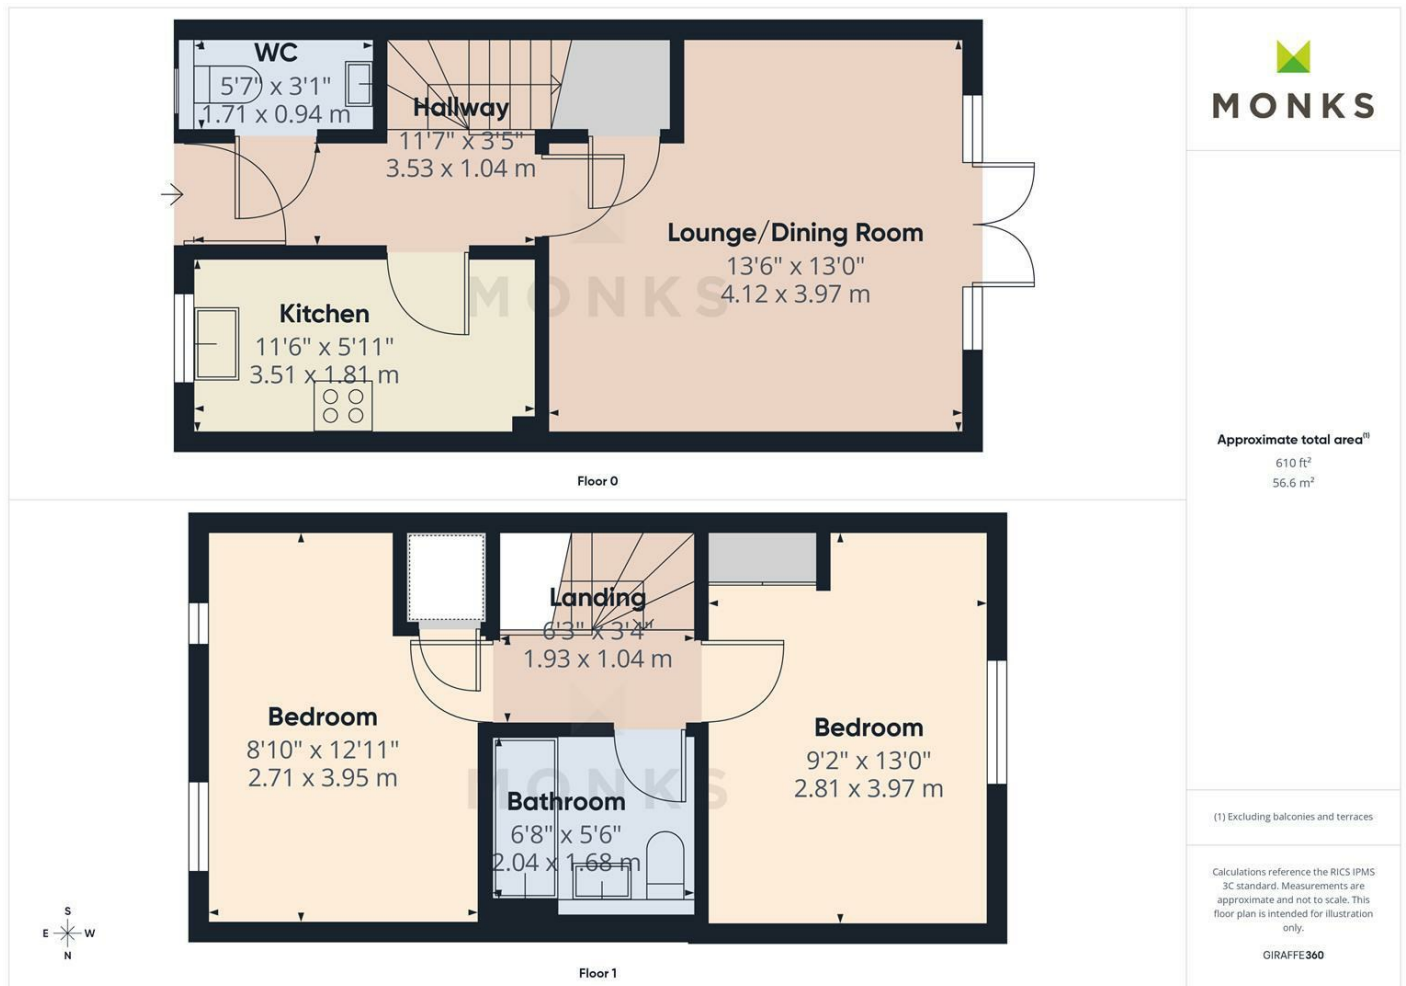 WC
5'7" x 3'1"
1.71 x 0.94 m
Hallway
11'7" x 3'5"
3.53 x 1.04 m
Lounge/Dining Room
13'6" x 13'0"
4.12 x 3.97 m
MONKS
Kitchen
11'6" x 5'11"
3.51 x 1.81 m
Floor 0
Landing
6'3" x 3'4"
1.93 x 1.04 m
Bedroom
8'10" x 12'11"
2.71 x 3.95 m
Bedroom
9'2" x 13'0"
2.81 x 3.97 m
MONKS
Bathroom
6'8" x 5'6"
2.04 x 1.68 m
S
E W
N
Floor 1
MONKS
Approximate total area(1)
610 ft²
56.6 m²
(1) Excluding balconies and terraces
Calculations reference the RICS IPMS
3C standard. Measurements are
approximate and not to scale. This
floor plan is intended for illustration
only.
GIRAFFE360